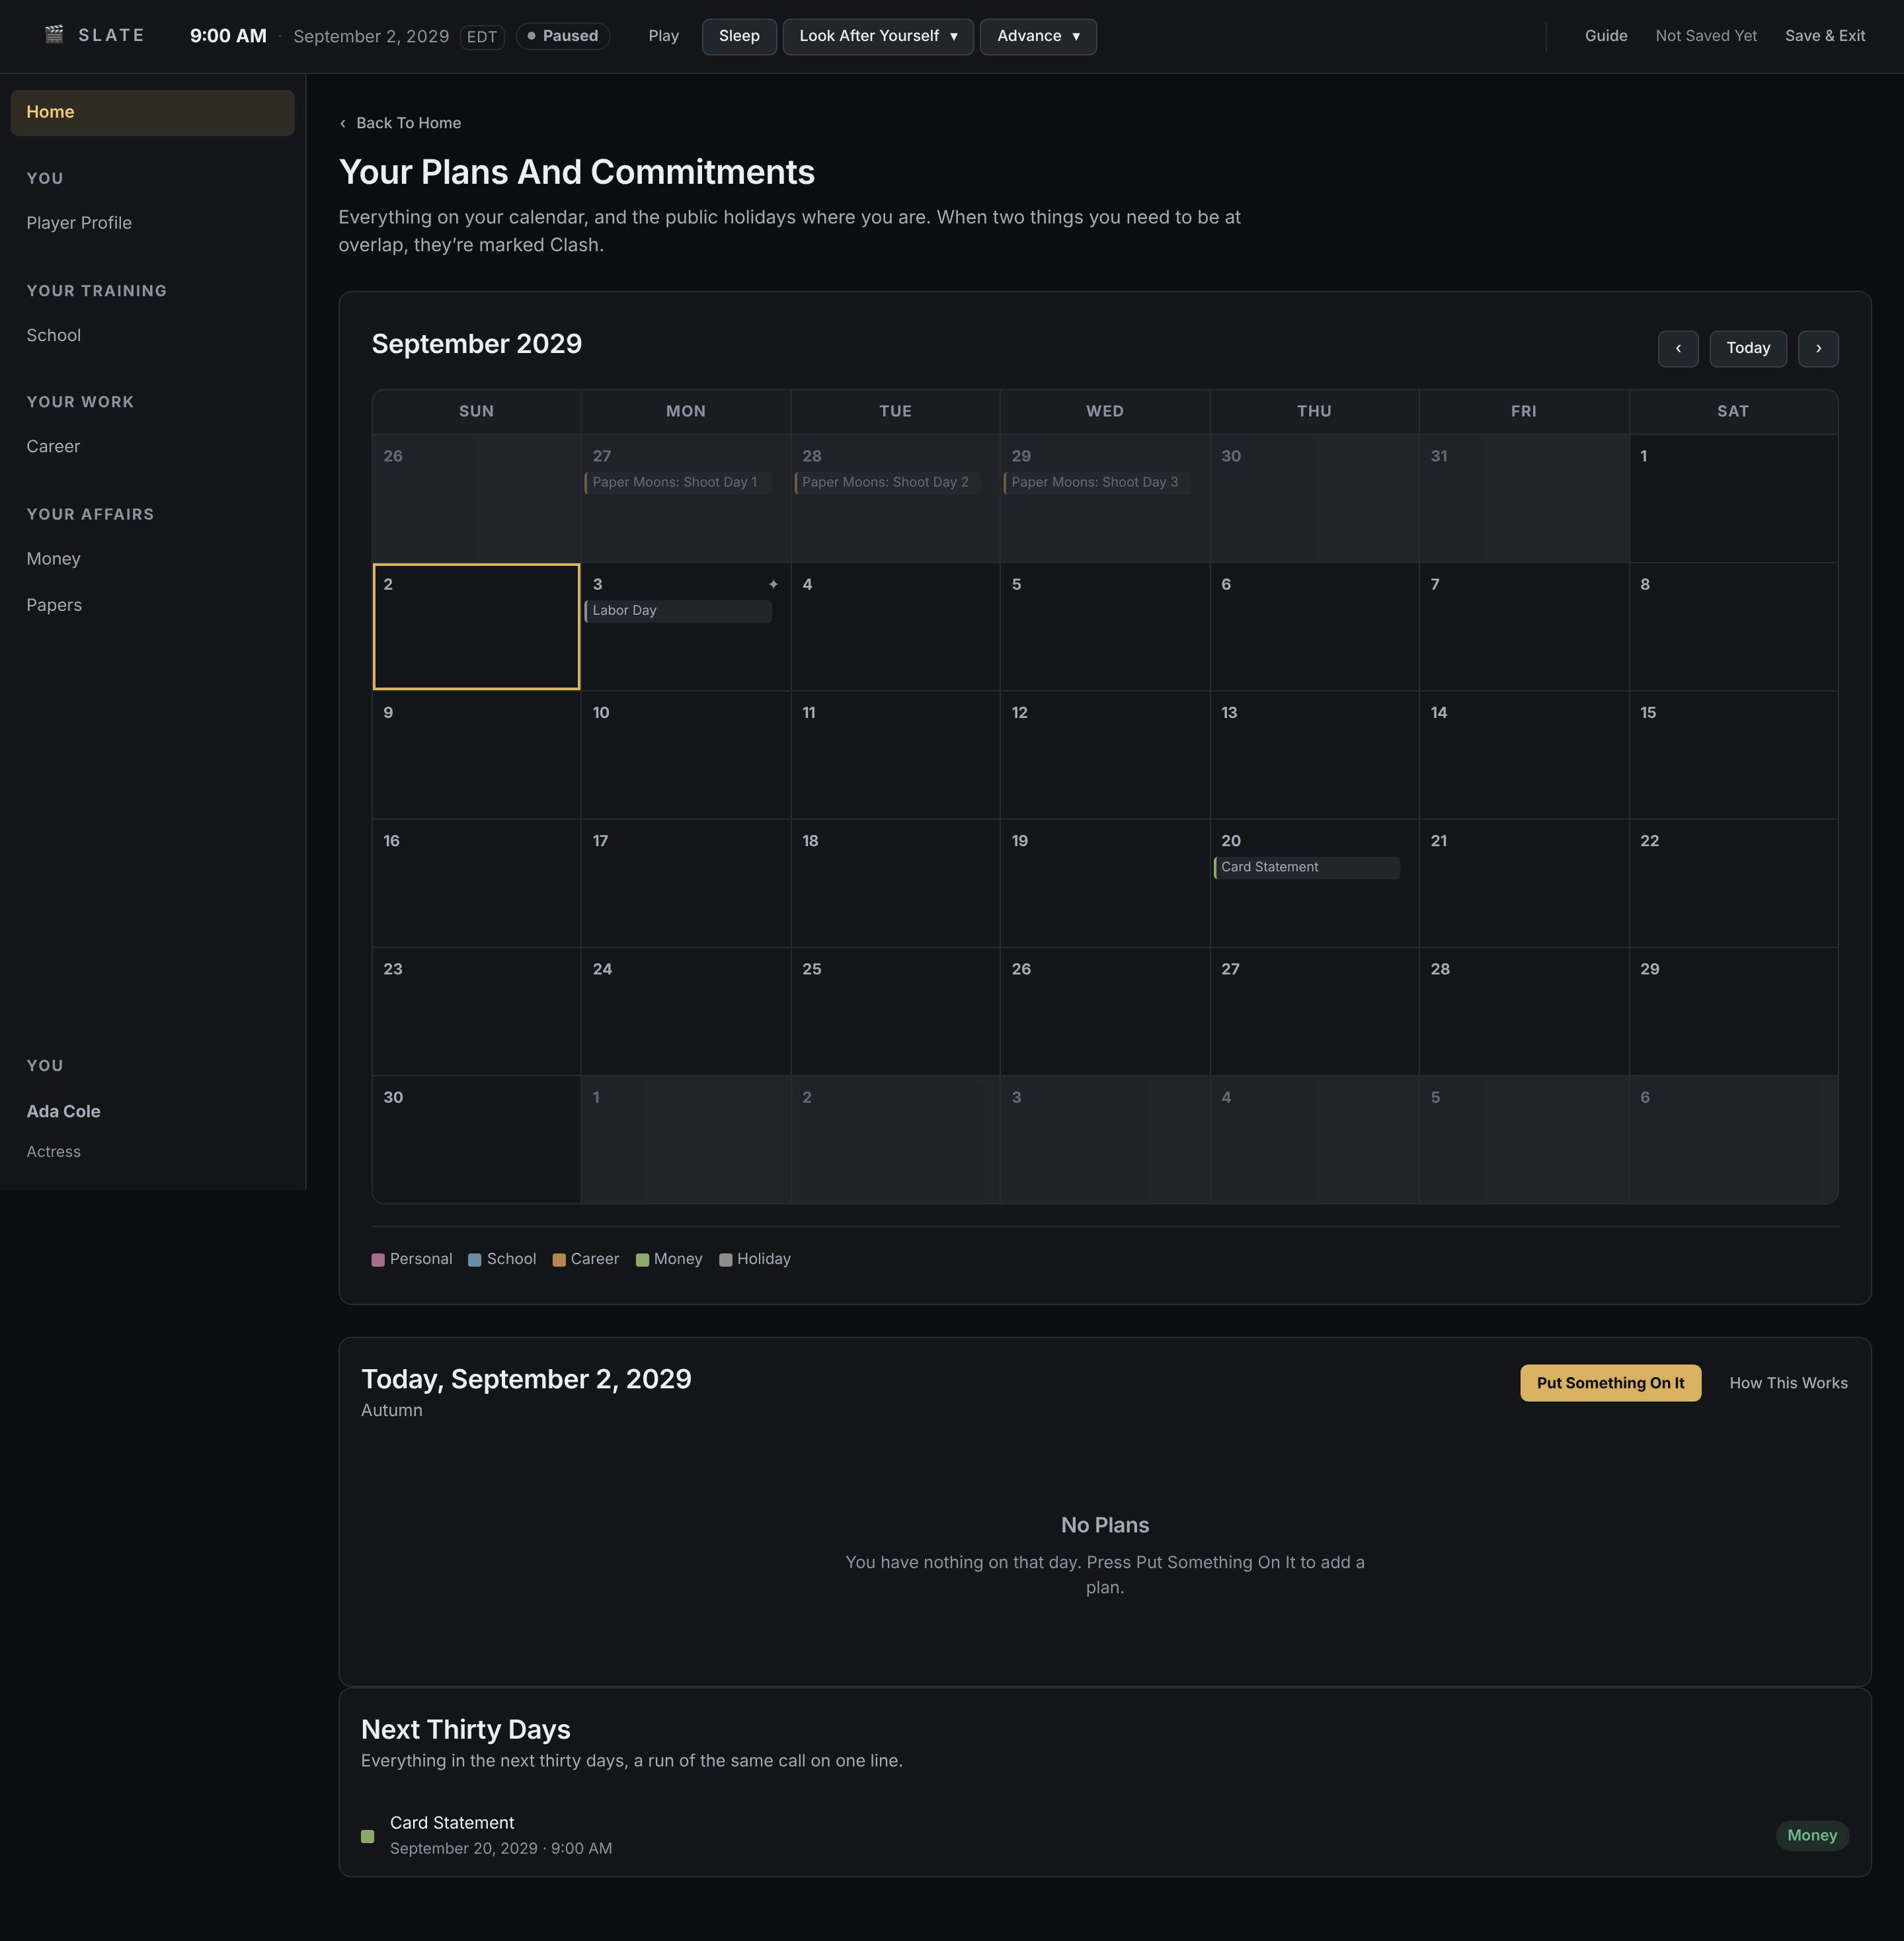 SLATE
9:00 AM · September 2, 2029 EDT Paused Play Sleep Look After Yourself ▾ Advance ▾ Guide Not Saved Yet Save & Exit
Home
YOU
Player Profile
YOUR TRAINING
School
YOUR WORK
Career
YOUR AFFAIRS
Money
Papers
YOU
Ada Cole
Actress
‹ Back To Home
Your Plans And Commitments
Everything on your calendar, and the public holidays where you are. When two things you need to be at
overlap, they’re marked Clash.
September 2029
‹ Today ›
SUN MON TUE WED THU FRI SAT
26 27 28 29 30 31 1
Paper Moons: Shoot Day 1 Paper Moons: Shoot Day 2 Paper Moons: Shoot Day 3
2 3 ✦ 4 5 6 7 8
Labor Day
9 10 11 12 13 14 15
16 17 18 19 20 21 22
Card Statement
23 24 25 26 27 28 29
30 1 2 3 4 5 6
Personal School Career Money Holiday
Today, September 2, 2029
Autumn
Put Something On It How This Works
No Plans
You have nothing on that day. Press Put Something On It to add a
plan.
Next Thirty Days
Everything in the next thirty days, a run of the same call on one line.
Card Statement
September 20, 2029 · 9:00 AM
Money